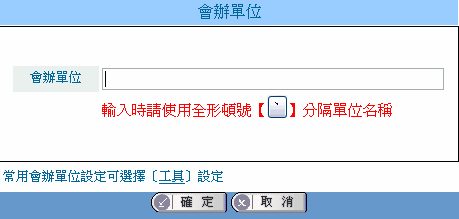 會辦單位
會辦單位
輸入時請使用全形頓號【、】分隔單位名稱
常用會辦單位設定可選擇〔工具〕設定
確 定 取 消